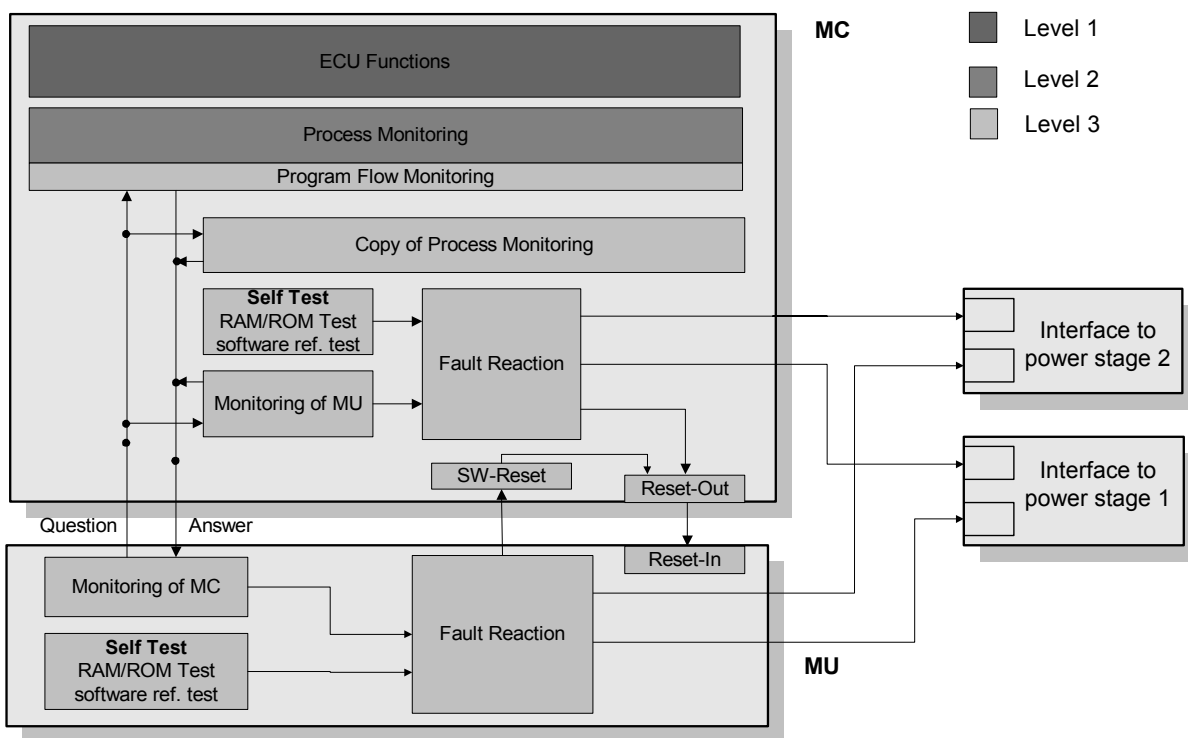 MC
Level 1
Level 2
Level 3
ECU Functions
Process Monitoring
Program Flow Monitoring
Copy of Process Monitoring
Self Test
RAM/ROM Test
software ref. test
Fault Reaction
Monitoring of MU
SW-Reset
Reset-Out
Interface to
power stage 2
Interface to
power stage 1
Question
Answer
Reset-In
Monitoring of MC
Fault Reaction
Self Test
RAM/ROM Test
software ref. test
MU